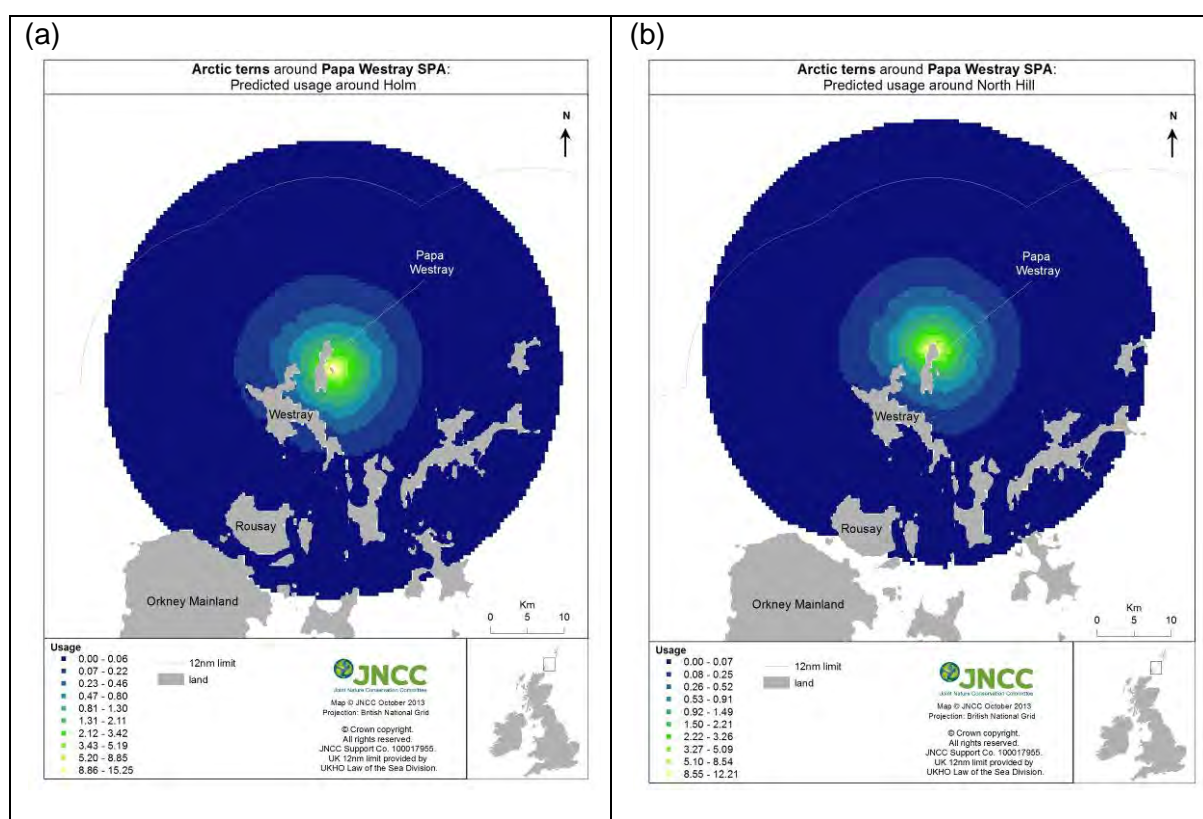 (a)
Arctic terns around Papa Westray SPA:
Predicted usage around Holm
N
Papa
Westray
Westray
Rousay
Orkney Mainland
Km
0 5 10
Usage
0.00 - 0.06
0.07 - 0.22
0.23 - 0.46
0.47 - 0.80
0.81 - 1.30
1.31 - 2.11
2.12 - 3.42
3.43 - 5.19
5.20 - 8.85
8.86 - 15.25
12nm limit
land
JNCC
Joint Nature Conservation Committee
Map © JNCC October 2013
Projection: British National Grid
© Crown copyright.
All rights reserved.
JNCC Support Co. 100017955.
UK 12nm limit provided by
UKHO Law of the Sea Division.
(b)
Arctic terns around Papa Westray SPA:
Predicted usage around North Hill
N
Papa
Westray
Westray
Rousay
Orkney Mainland
Km
0 5 10
Usage
0.00 - 0.07
0.08 - 0.25
0.26 - 0.52
0.53 - 0.91
0.92 - 1.49
1.50 - 2.21
2.22 - 3.26
3.27 - 5.09
5.10 - 8.54
8.55 - 12.21
12nm limit
land
JNCC
Joint Nature Conservation Committee
Map © JNCC October 2013
Projection: British National Grid
© Crown copyright.
All rights reserved.
JNCC Support Co. 100017955.
UK 12nm limit provided by
UKHO Law of the Sea Division.